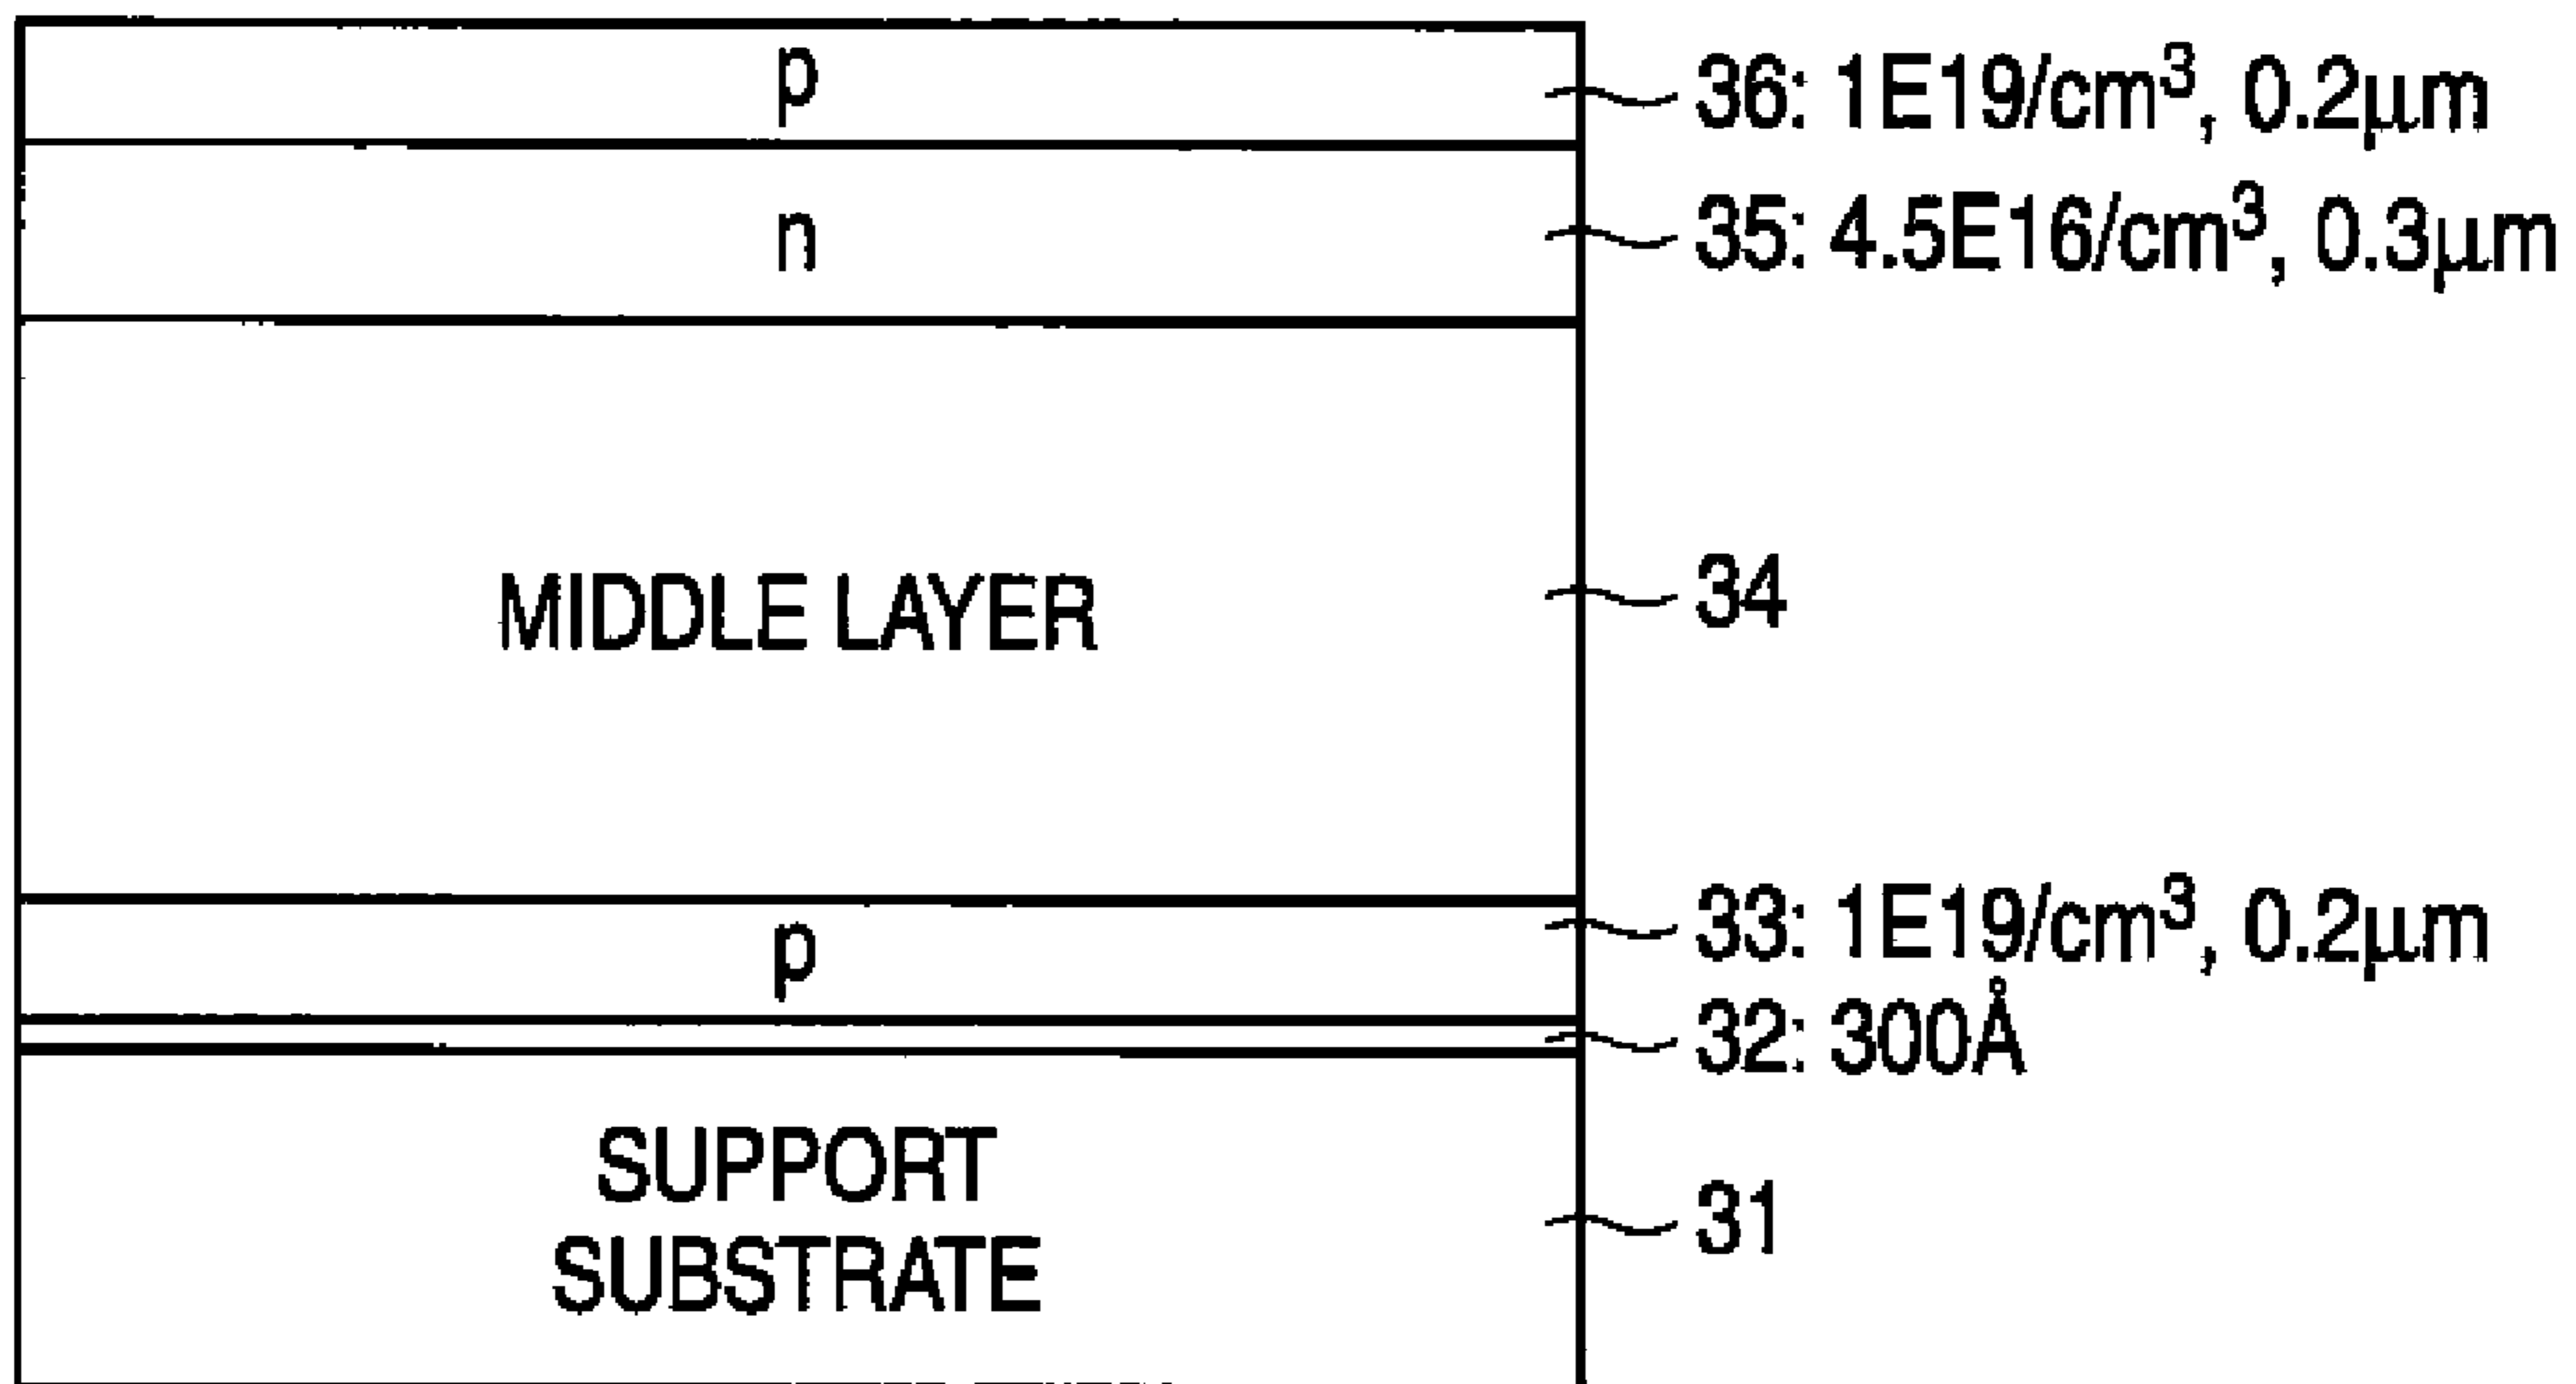 p
36: 1E19/cm³, 0.2μm
n
35: 4.5E16/cm³, 0.3μm
MIDDLE LAYER
34
p
33: 1E19/cm³, 0.2μm
32: 300Å
SUPPORT
SUBSTRATE
31